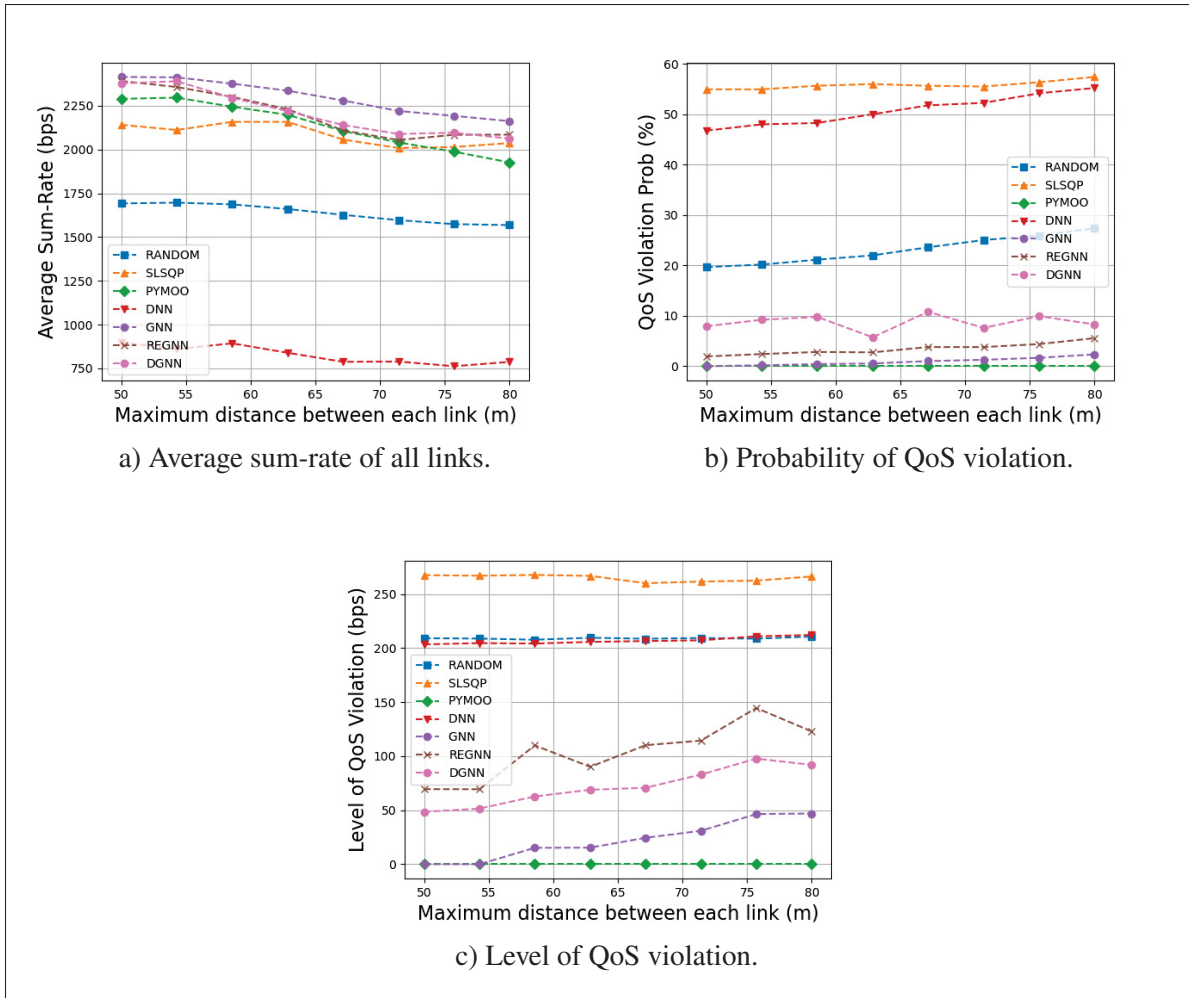 2250
2000
1750
1500
1250
1000
750
Average Sum-Rate (bps)
RANDOM
SLSQP
PYMOO
DNN
GNN
REGNN
DGNN
50 55 60 65 70 75 80
Maximum distance between each link (m)
a) Average sum-rate of all links.
60
50
40
30
20
10
0
QoS Violation Prob (%)
RANDOM
SLSQP
PYMOO
DNN
GNN
REGNN
DGNN
50 55 60 65 70 75 80
Maximum distance between each link (m)
b) Probability of QoS violation.
250
200
150
100
50
0
Level of QoS Violation (bps)
RANDOM
SLSQP
PYMOO
DNN
GNN
REGNN
DGNN
50 55 60 65 70 75 80
Maximum distance between each link (m)
c) Level of QoS violation.